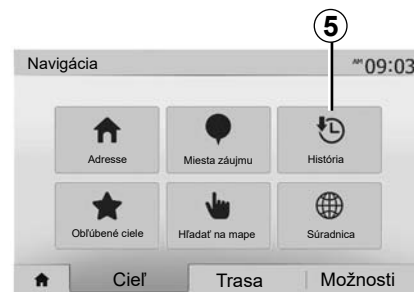 5
Navigácia AM 09:03
Adresse Miesta záujmu História
Obľúbené ciele Hľadať na mape Súradnica
Cieľ Trasa Možnosti